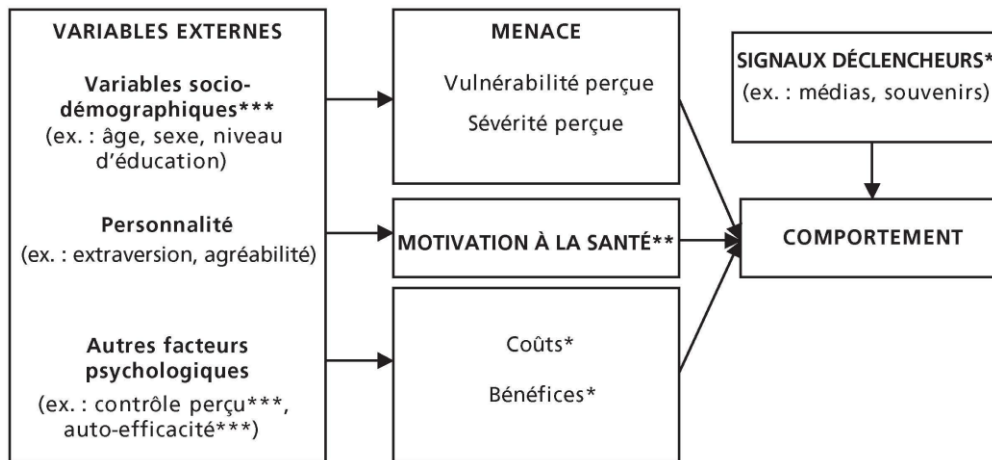 VARIABLES EXTERNES
Variables socio-
démographiques***
(ex. : âge, sexe, niveau
d'éducation)
Personnalité
(ex. : extraversion, agréabilité)
Autres facteurs
psychologiques
(ex. : contrôle perçu***,
auto-efficacité***)
MENACE
Vulnérabilité perçue
Sévérité perçue
MOTIVATION À LA SANTÉ**
Coûts*
Bénéfices*
SIGNAUX DÉCLENCHEURS*
(ex. : médias, souvenirs)
COMPORTEMENT